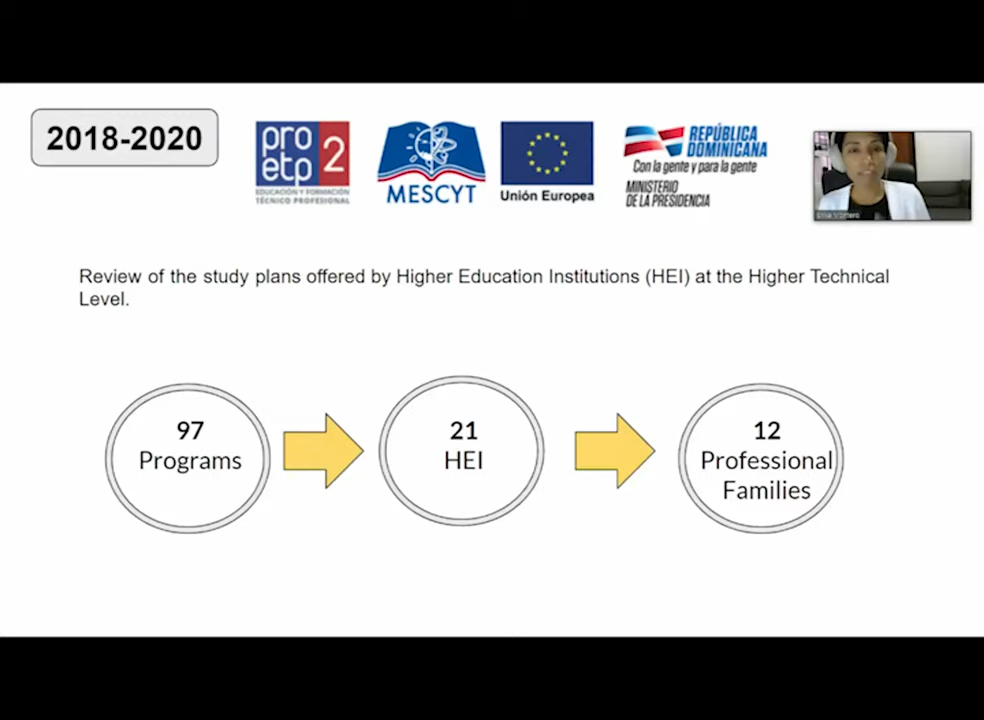 2018-2020
pro
etp 2
EDUCACIÓN Y FORMACIÓN
TÉCNICO PROFESIONAL
MESCYT
Unión Europea
REPÚBLICA
DOMINICANA
Con la gente y para la gente
MINISTERIO
DE LA PRESIDENCIA
Review of the study plans offered by Higher Education Institutions (HEI) at the Higher Technical
Level.
97
Programs
21
HEI
12
Professional
Families